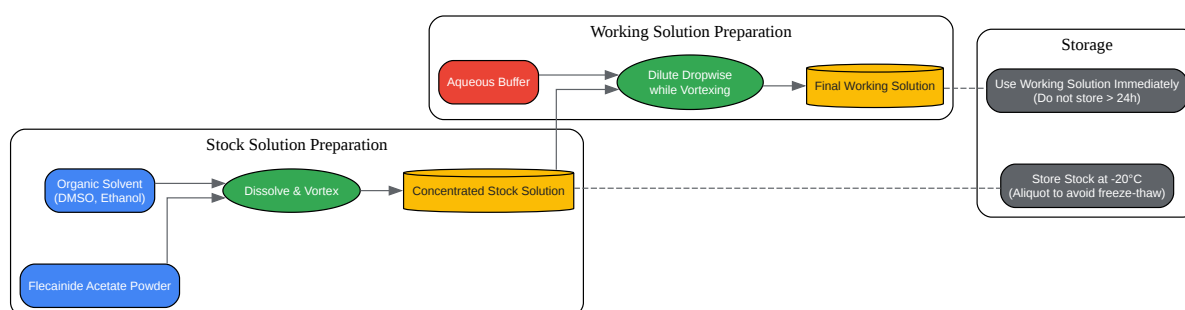 Working Solution Preparation
Aqueous Buffer
Dilute Dropwise
while Vortexing
Final Working Solution
Storage
Use Working Solution Immediately
(Do not store > 24h)
Store Stock at -20°C
(Aliquot to avoid freeze-thaw)
Stock Solution Preparation
Organic Solvent
(DMSO, Ethanol)
Dissolve & Vortex
Concentrated Stock Solution
Flecainide Acetate Powder